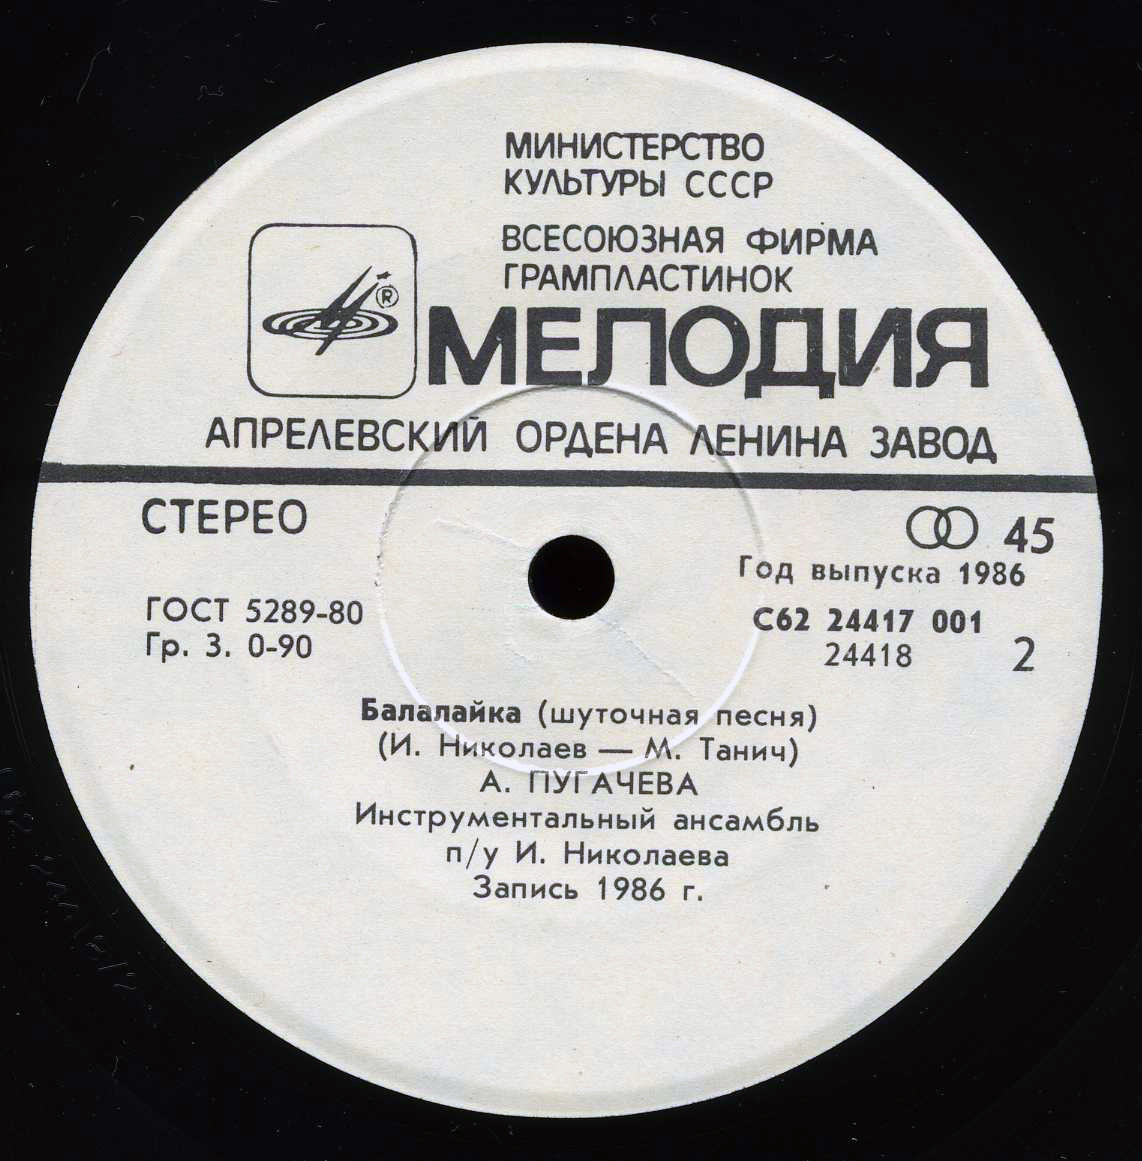 МИНИСТЕРСТВО
КУЛЬТУРЫ СССР
ВСЕСОЮЗНАЯ ФИРМА
ГРАМПЛАСТИНОК
®
МЕЛОДИЯ
АПРЕЛЕВСКИЙ ОРДЕНА ЛЕНИНА ЗАВОД
СТЕРЕО
45
Год выпуска 1986
ГОСТ 5289-80
Гр. 3. 0-90
С62 24417 001
24418
2
Балалайка (шуточная песня)
(И. Николаев — М. Танич)
А. ПУГАЧЕВА
Инструментальный ансамбль
п/у И. Николаева
Запись 1986 г.